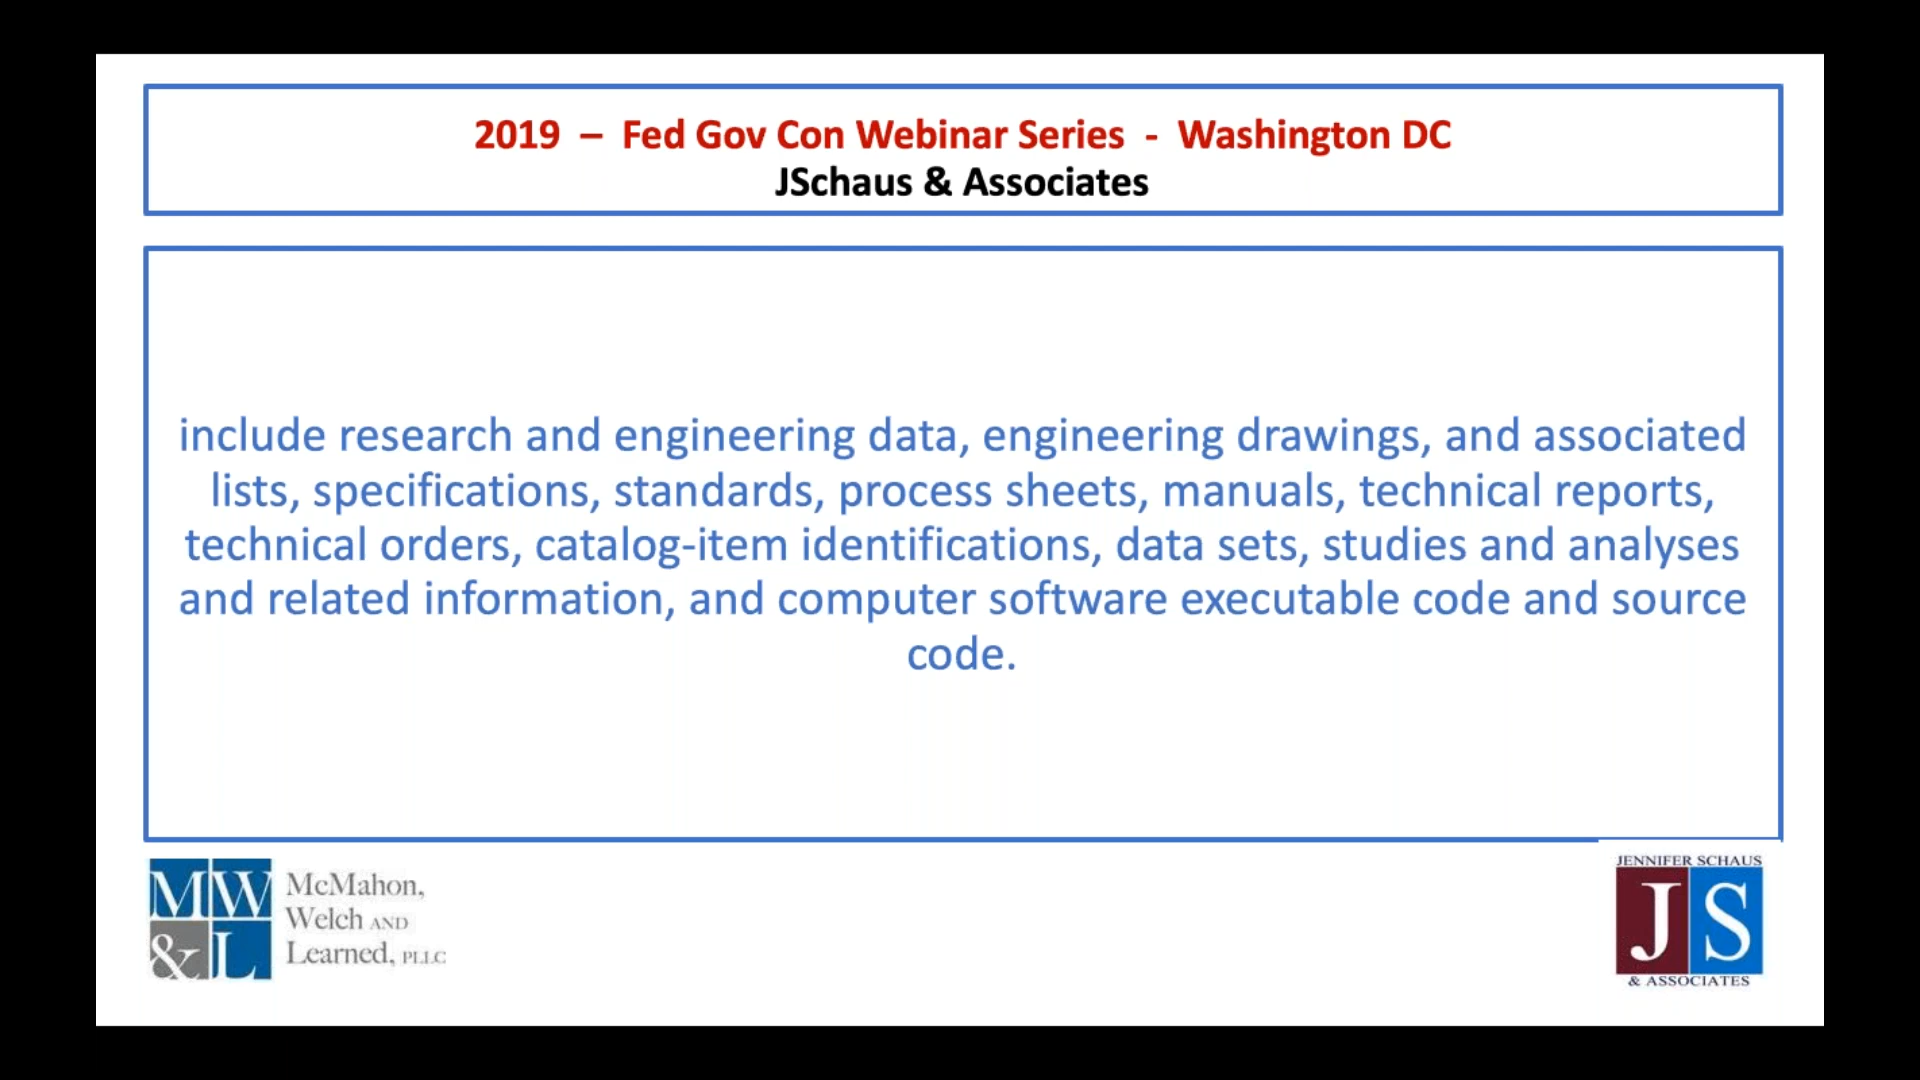 2019 – Fed Gov Con Webinar Series - Washington DC
JSchaus & Associates
include research and engineering data, engineering drawings, and associated
lists, specifications, standards, process sheets, manuals, technical reports,
technical orders, catalog-item identifications, data sets, studies and analyses
and related information, and computer software executable code and source
code.
MW
&L
McMahon,
Welch AND
Learned, PLLC
JENNIFER SCHAUS
JS
& ASSOCIATES